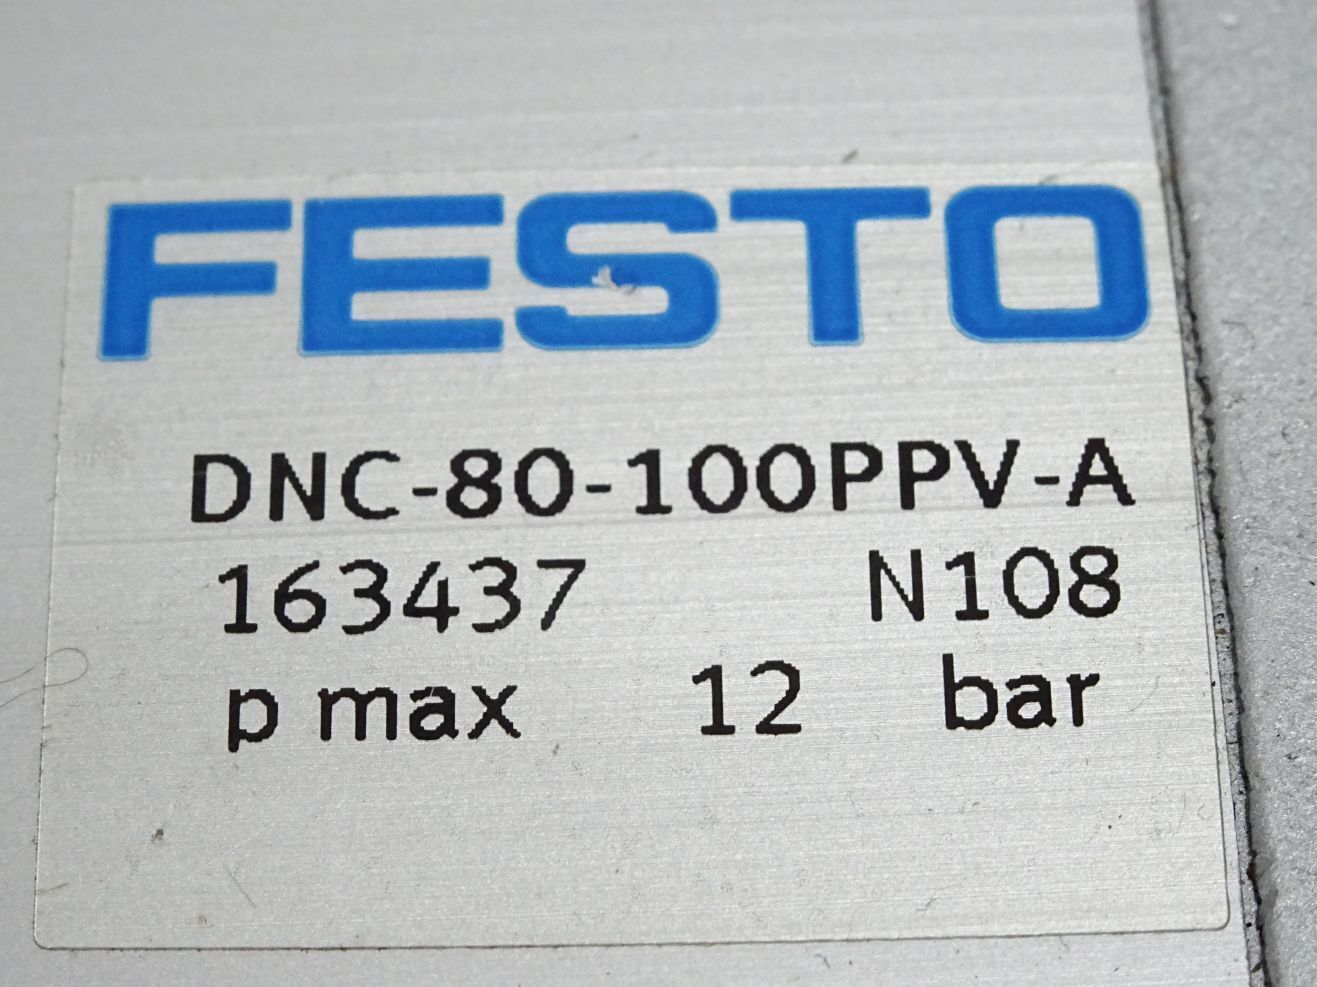 FESTO
DNC-80-100PPV-A
163437 N108
p max 12 bar